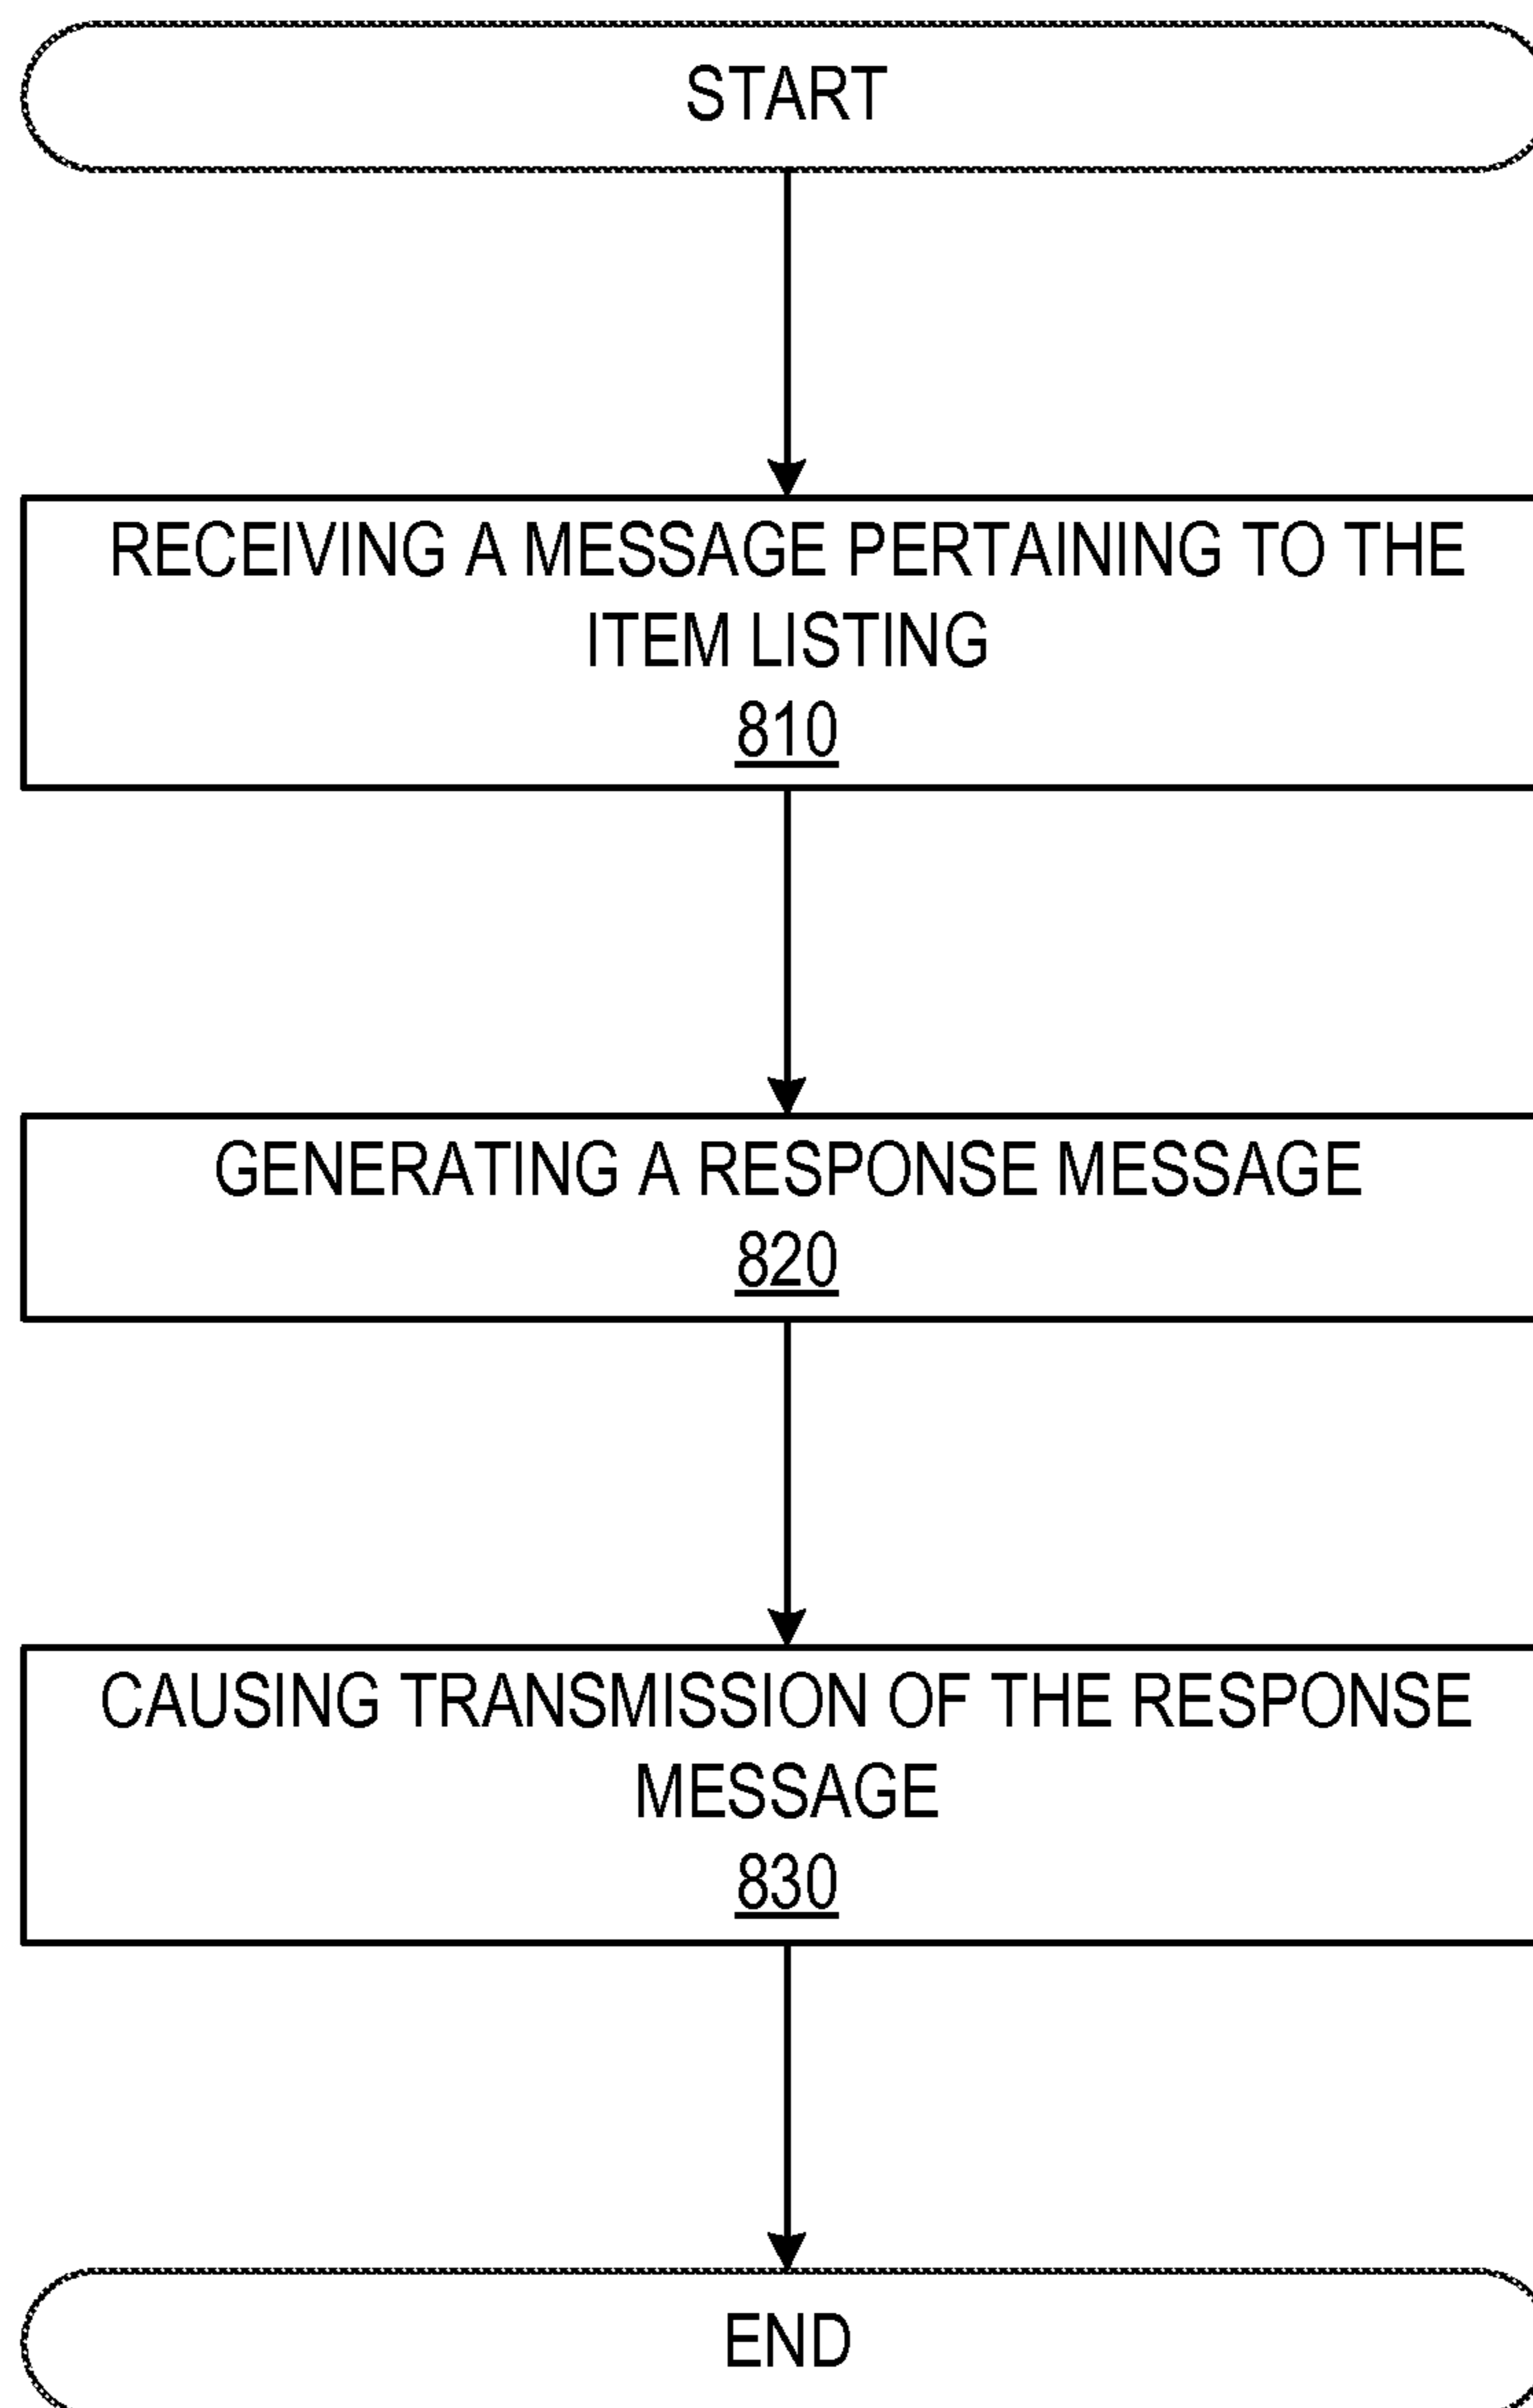 START
RECEIVING A MESSAGE PERTAINING TO THE
ITEM LISTING
810
GENERATING A RESPONSE MESSAGE
820
CAUSING TRANSMISSION OF THE RESPONSE
MESSAGE
830
END